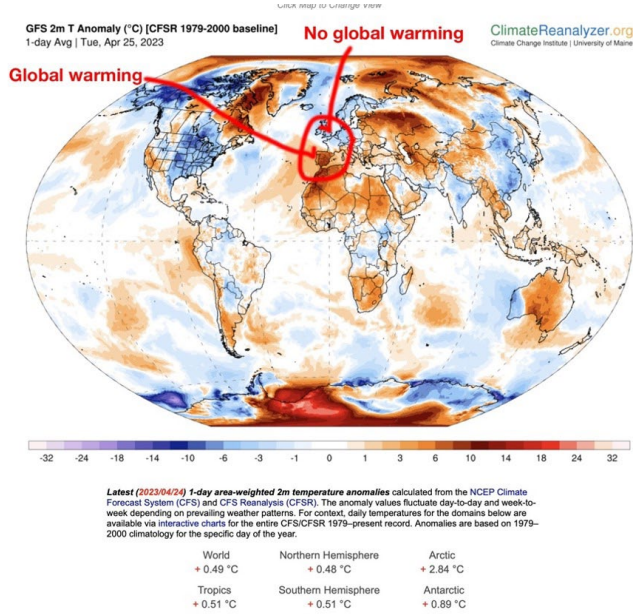 Click Map to Change View
GFS 2m T Anomaly (°C) [CFSR 1979-2000 baseline]
1-day Avg | Tue, Apr 25, 2023
No global warming
ClimateReanalyzer.org
Climate Change Institute | University of Maine
Global warming
-32 -24 -18 -14 -10 -6 -3 -1 0 1 3 6 10 14 18 24 32
Latest (2023/04/24) 1-day area-weighted 2m temperature anomalies calculated from the NCEP Climate
Forecast System (CFS) and CFS Reanalysis (CFSR). The anomaly values fluctuate day-to-day and week-to-
week depending on prevailing weather patterns. For context, daily temperatures for the domains below are
available via interactive charts for the entire CFS/CFSR 1979–present record. Anomalies are based on 1979–
2000 climatology for the specific day of the year.
World Northern Hemisphere Arctic
+ 0.49 °C + 0.48 °C + 2.84 °C
Tropics Southern Hemisphere Antarctic
+ 0.51 °C + 0.51 °C + 0.89 °C